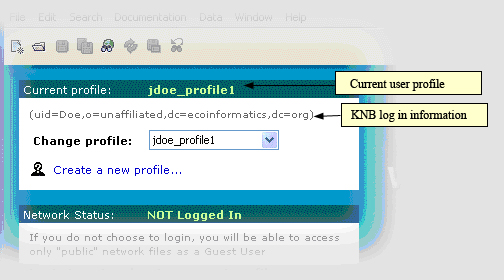 File Edit Search Documentation Window Help
Current profile: jdoe_profile1
Current user profile
(uid=Doe,o=unaffiliated,dc=ecoinformatics,dc=org)
KNB log in information
Change profile: jdoe_profile1
Create a new profile...
Network Status: NOT Logged In
If you do not choose to login, you will be able to access
only "public" network files as a Guest User